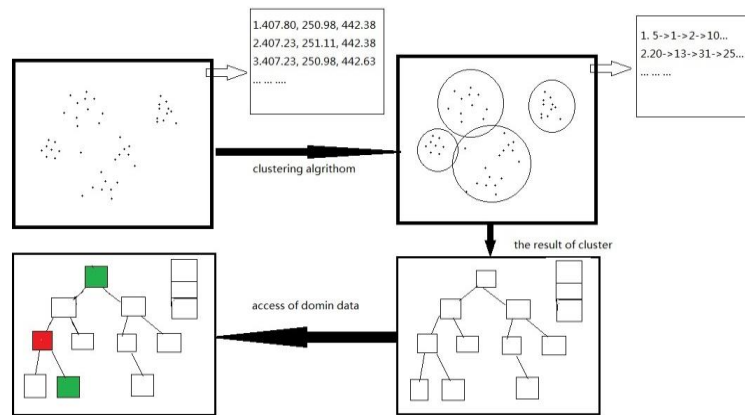 1.407.80, 250.98, 442.38
2.407.23, 251.11, 442.38
3.407.23, 250.98, 442.63
... ... ....
1. 5->1->2->10...
2.20->13->31->25...
... ... ...
clustering algrithom
the result of cluster
access of domin data